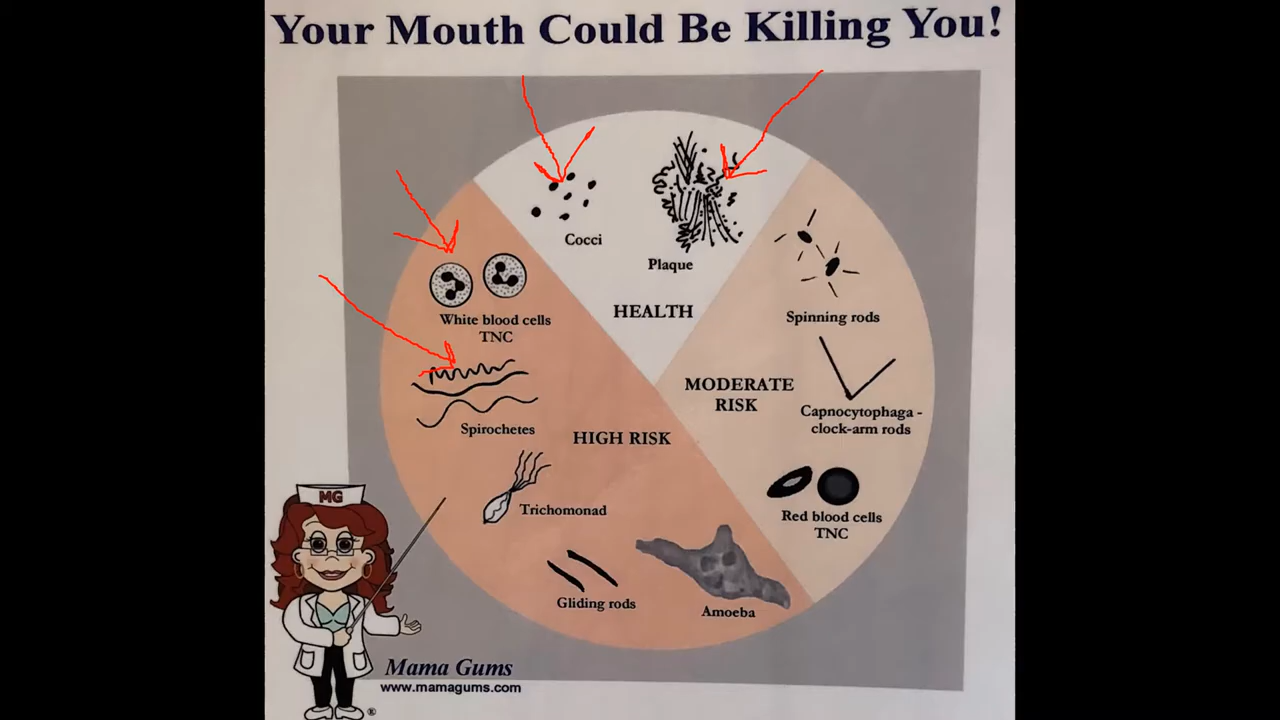 Your Mouth Could Be Killing You!
Cocci
Plaque
HEALTH
White blood cells
TNC
Spinning rods
MODERATE
RISK
Capnocytophaga -
clock-arm rods
Spirochetes
HIGH RISK
Trichomonad
Red blood cells
TNC
Gliding rods
Amoeba
MG
Mama Gums
www.mamagums.com
®